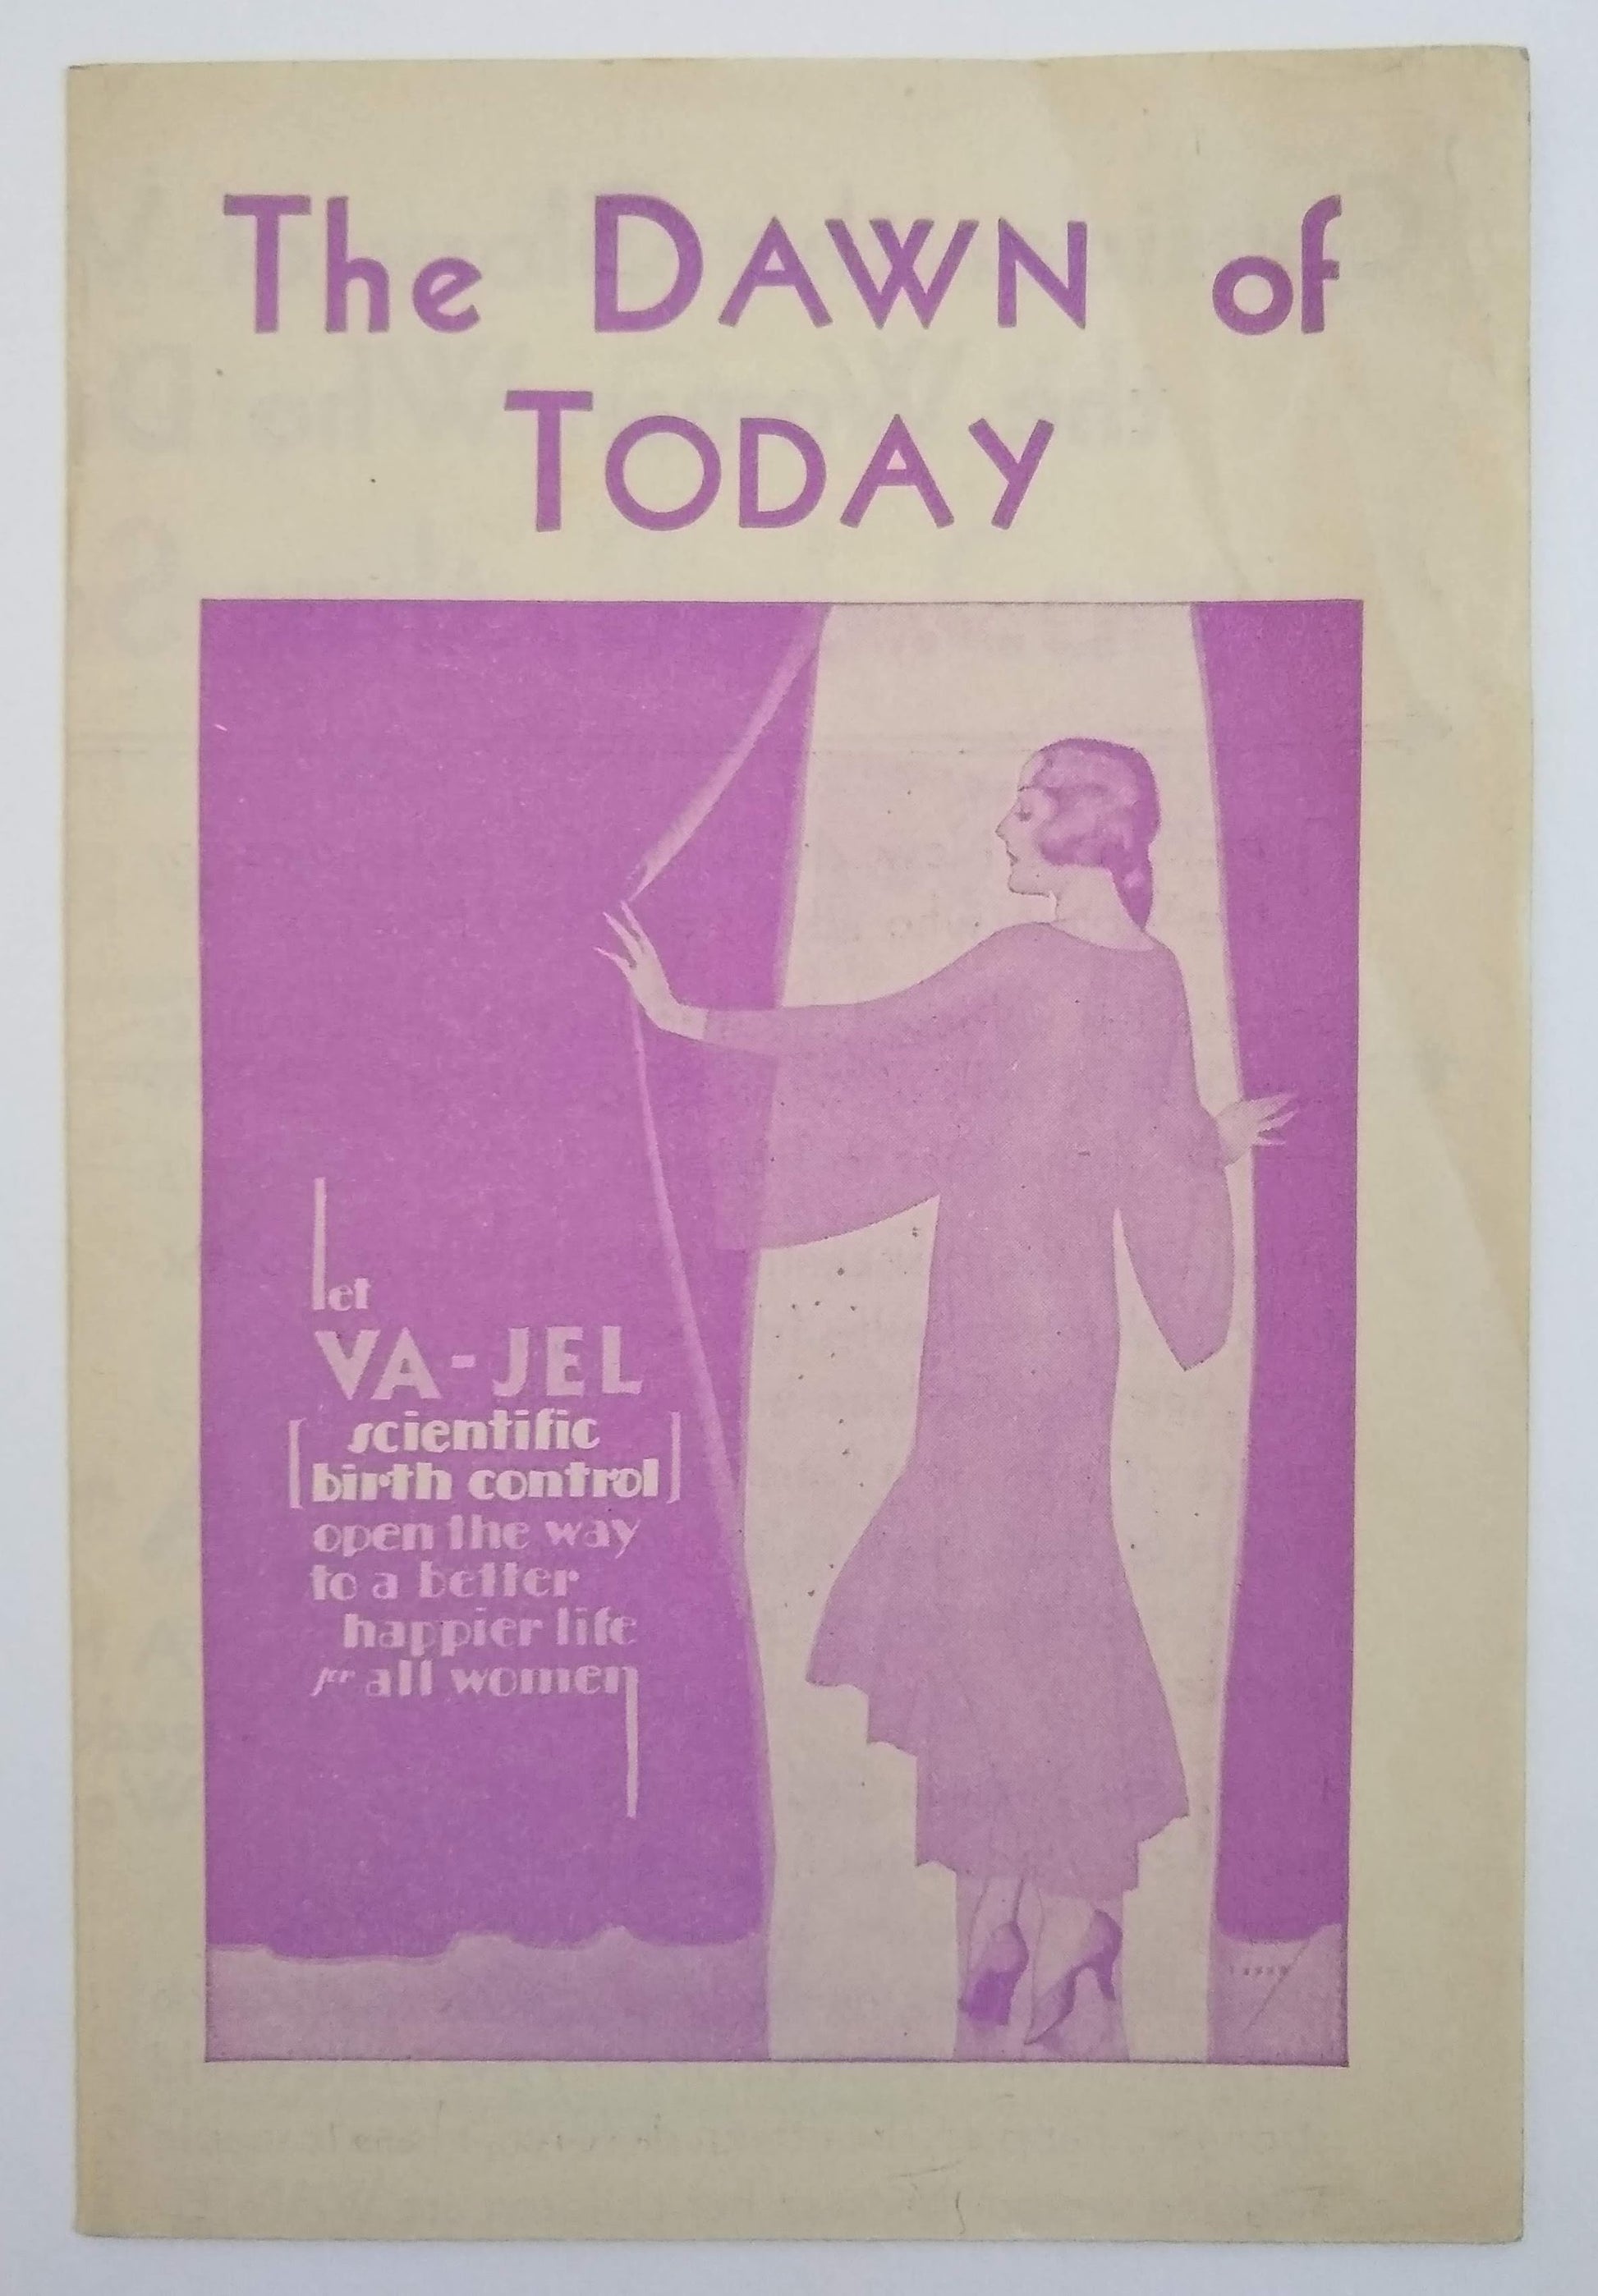 The DAWN of
TODAY
let
VA-JEL
scientific
birth control
open the way
to a better
happier life
for all women